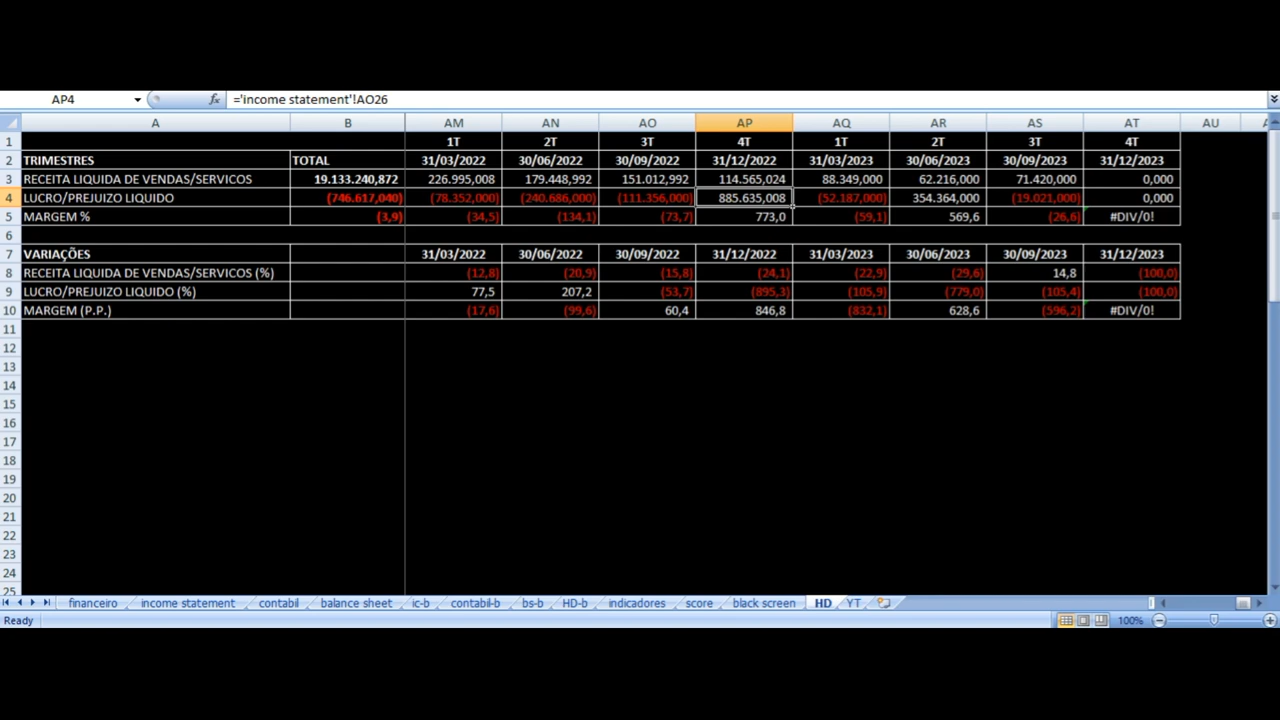 AP4 fx ='income statement'!AO26
A B AM AN AO AP AQ AR AS AT AU
1 1T 2T 3T 4T 1T 2T 3T 4T
2 TRIMESTRES TOTAL 31/03/2022 30/06/2022 30/09/2022 31/12/2022 31/03/2023 30/06/2023 30/09/2023 31/12/2023
3 RECEITA LIQUIDA DE VENDAS/SERVICOS 19.133.240,872 226.995,008 179.448,992 151.012,992 114.565,024 88.349,000 62.216,000 71.420,000 0,000
4 LUCRO/PREJUIZO LIQUIDO (746.617,040) (78.352,000) (240.686,000) (111.356,000) 885.635,008 (52.187,000) 354.364,000 (19.021,000) 0,000
5 MARGEM % (3,9) (34,5) (134,1) (73,7) 773,0 (59,1) 569,6 (26,6) #DIV/0!
6
7 VARIAÇÕES 31/03/2022 30/06/2022 30/09/2022 31/12/2022 31/03/2023 30/06/2023 30/09/2023 31/12/2023
8 RECEITA LIQUIDA DE VENDAS/SERVICOS (%) (12,8) (20,9) (15,8) (24,1) (22,9) (29,6) 14,8 (100,0)
9 LUCRO/PREJUIZO LIQUIDO (%) 77,5 207,2 (53,7) (895,3) (105,9) (779,0) (105,4) (100,0)
10 MARGEM (P.P.) (17,6) (99,6) 60,4 846,8 (832,1) 628,6 (596,2) #DIV/0!
11
12
13
14
15
16
17
18
19
20
21
22
23
24
25
financeiro income statement contabil balance sheet ic-b contabil-b bs-b HD-b indicadores score black screen HD YT
Ready 100%